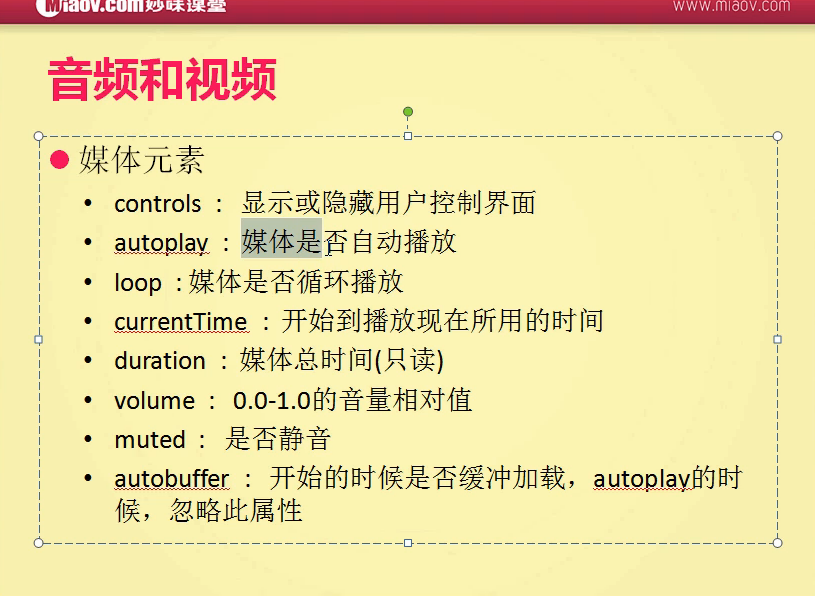 Miaov.com妙味课堂
www.miaov.com
音频和视频
媒体元素
• controls ： 显示或隐藏用户控制界面
• autoplay ：媒体是否自动播放
• loop ：媒体是否循环播放
• currentTime ：开始到播放现在所用的时间
• duration ：媒体总时间(只读)
• volume ： 0.0-1.0的音量相对值
• muted ： 是否静音
• autobuffer ： 开始的时候是否缓冲加载，autoplay的时
候，忽略此属性